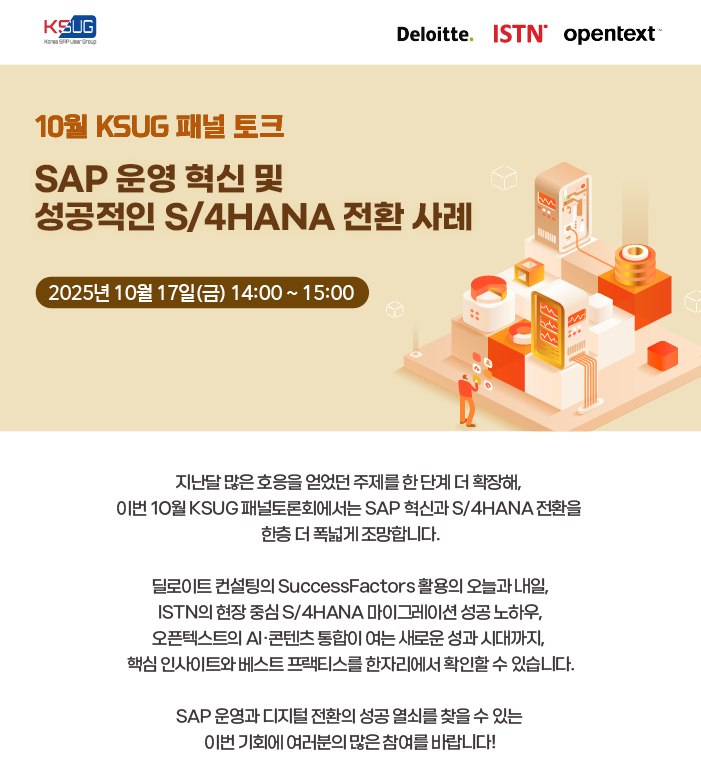 KSUG
Korea SAP User Group
Deloitte.
ISTN
opentext™
10월 KSUG 패널 토크
SAP 운영 혁신 및
성공적인 S/4HANA 전환 사례
2025년 10월 17일(금) 14:00 ~ 15:00
지난달 많은 호응을 얻었던 주제를 한 단계 더 확장해,
이번 10월 KSUG 패널토론회에서는 SAP 혁신과 S/4HANA 전환을
한층 더 폭넓게 조망합니다.
딜로이트 컨설팅의 SuccessFactors 활용의 오늘과 내일,
ISTN의 현장 중심 S/4HANA 마이그레이션 성공 노하우,
오픈텍스트의 AI·콘텐츠 통합이 여는 새로운 성과 시대까지,
핵심 인사이트와 베스트 프랙티스를 한자리에서 확인할 수 있습니다.
SAP 운영과 디지털 전환의 성공 열쇠를 찾을 수 있는
이번 기회에 여러분의 많은 참여를 바랍니다!